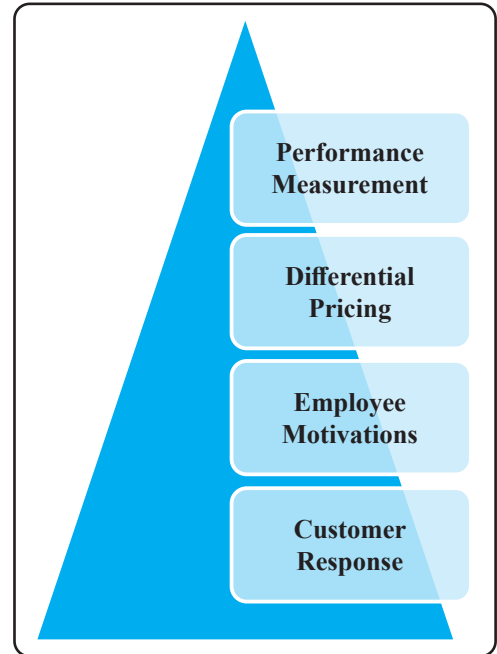 Performance
Measurement
Differential
Pricing
Employee
Motivations
Customer
Response